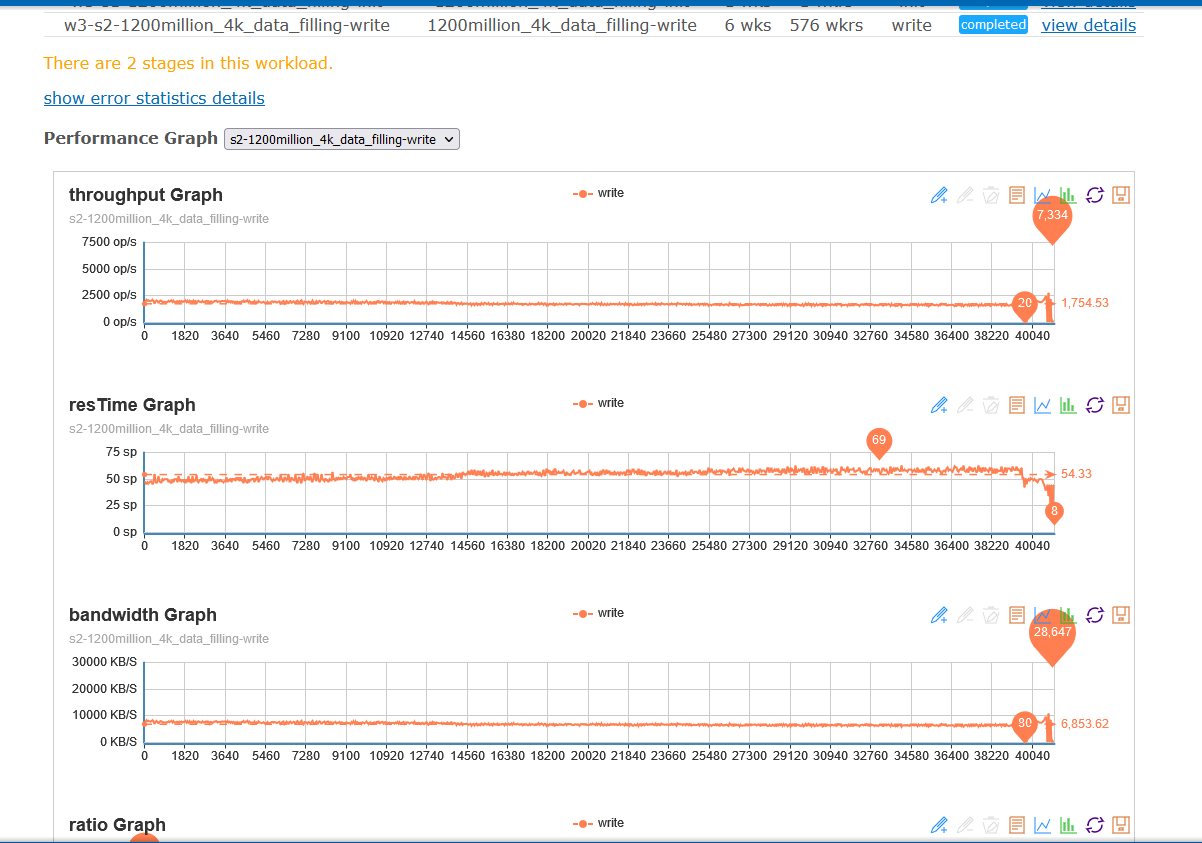 w3-s2-1200million_4k_data_filling-write 1200million_4k_data_filling-write 6 wks 576 wkrs write completed view details
There are 2 stages in this workload.
show error statistics details
Performance Graph s2-1200million_4k_data_filling-write
throughput Graph
write
s2-1200million_4k_data_filling-write
7,334
7500 op/s
5000 op/s
2500 op/s
0 op/s
20
1,754.53
0 1820 3640 5460 7280 9100 10920 12740 14560 16380 18200 20020 21840 23660 25480 27300 29120 30940 32760 34580 36400 38220 40040
resTime Graph
write
s2-1200million_4k_data_filling-write
69
75 sp
50 sp
25 sp
0 sp
54.33
8
0 1820 3640 5460 7280 9100 10920 12740 14560 16380 18200 20020 21840 23660 25480 27300 29120 30940 32760 34580 36400 38220 40040
bandwidth Graph
write
s2-1200million_4k_data_filling-write
28,647
30000 KB/S
20000 KB/S
10000 KB/S
0 KB/S
80
6,853.62
0 1820 3640 5460 7280 9100 10920 12740 14560 16380 18200 20020 21840 23660 25480 27300 29120 30940 32760 34580 36400 38220 40040
ratio Graph
write